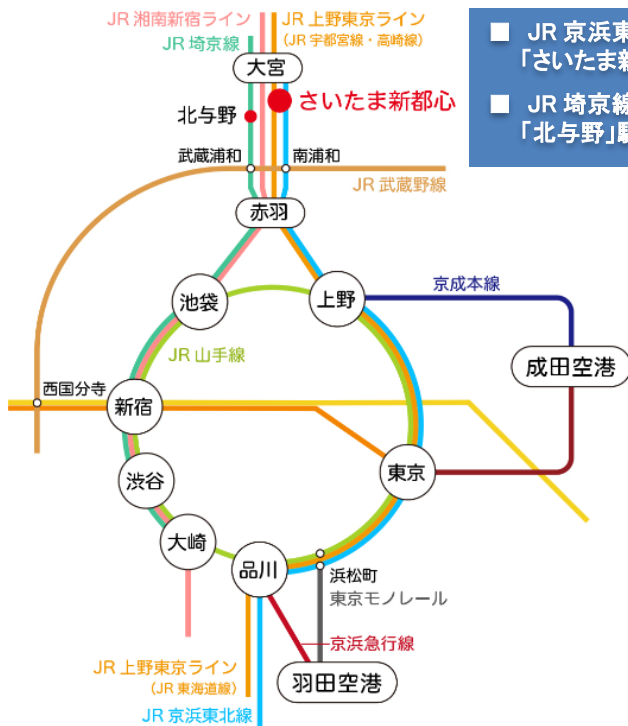 JR 湘南新宿ライン
JR 上野東京ライン
(JR 宇都宮線・高崎線)
JR 埼京線
大宮
■ JR 京浜東
「さいたま新
■ JR 埼京線
「北与野」駅
さいたま新都心
北与野
武蔵浦和
南浦和
JR 武蔵野線
赤羽
池袋
上野
京成本線
JR 山手線
成田空港
西国分寺
新宿
東京
渋谷
大崎
品川
浜松町
東京モノレール
京浜急行線
JR 上野東京ライン
(JR 東海道線)
羽田空港
JR 京浜東北線